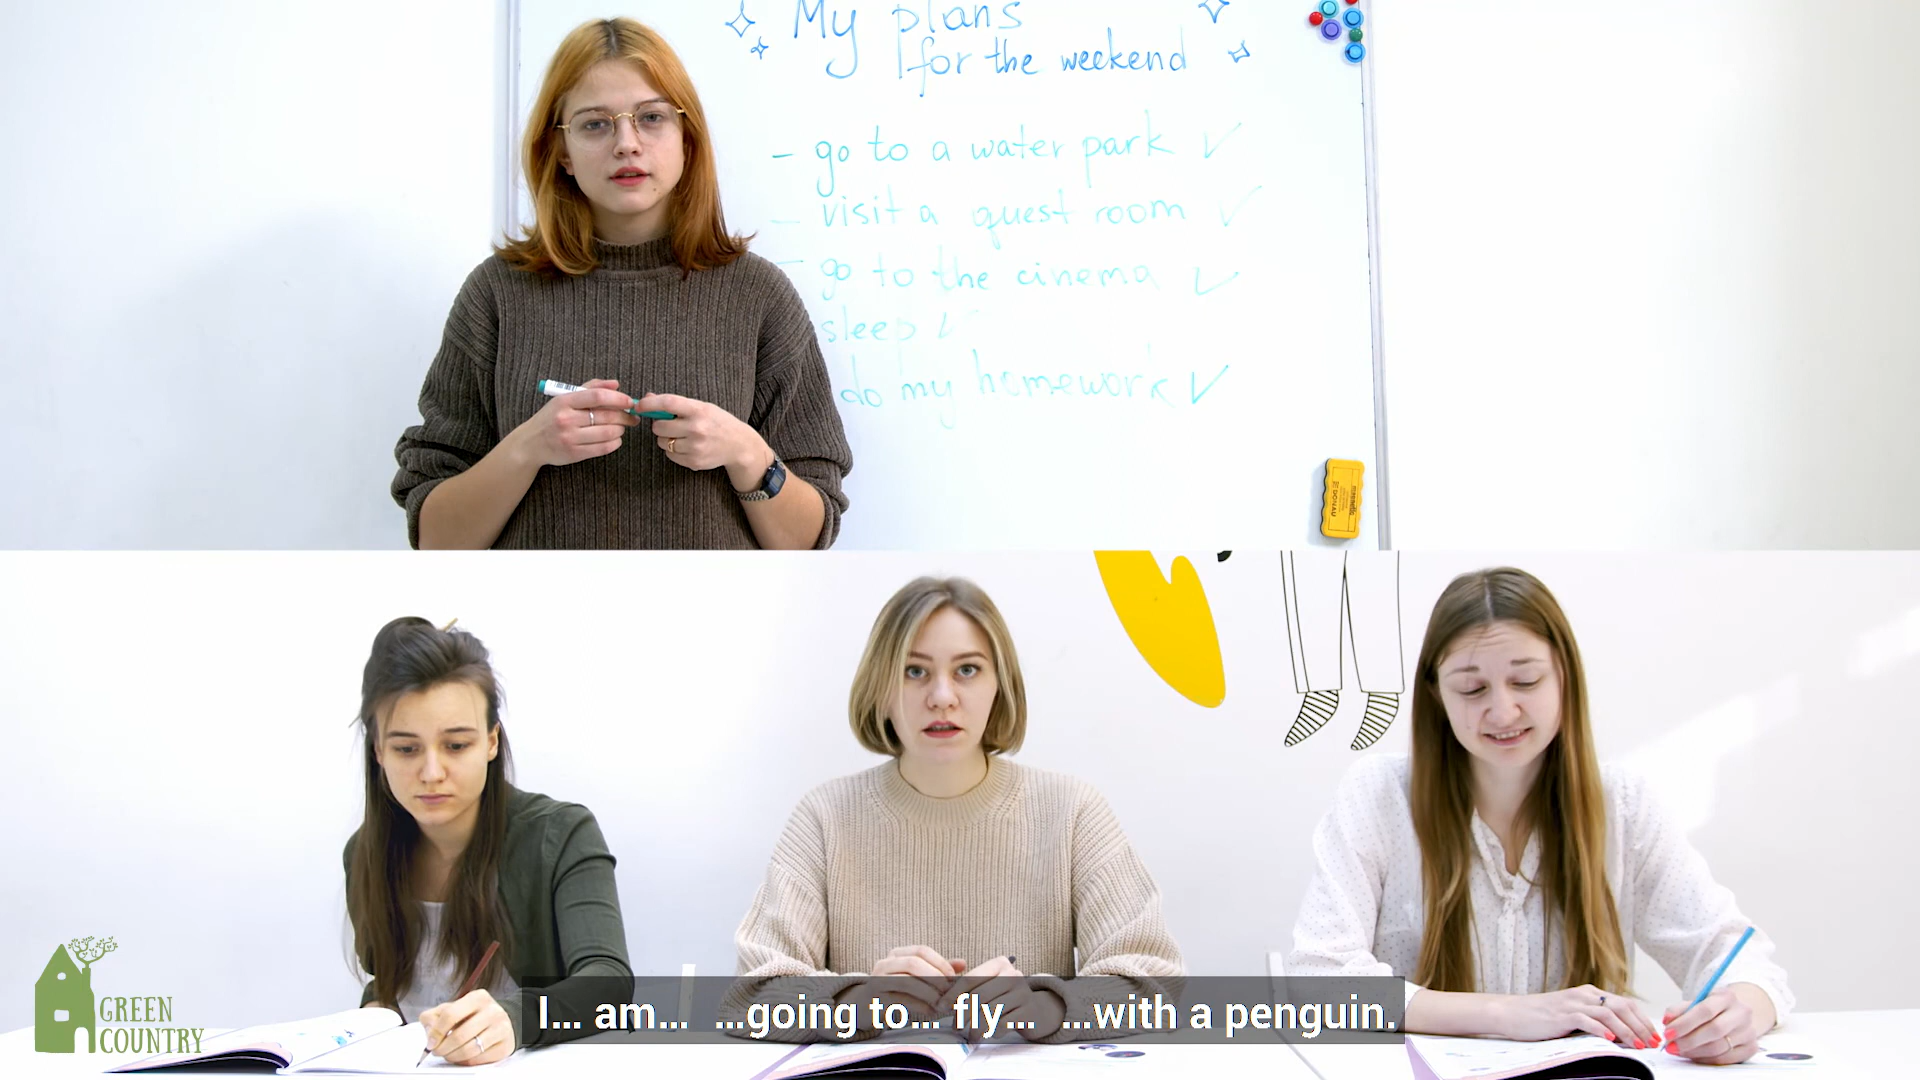 My plans
for the weekend
- go to a water park ✓
- visit a quest room ✓
- go to the cinema ✓
sleep ✓
do my homework ✓
DONAU
GREEN
COUNTRY
I... am... ...going to... fly... ...with a penguin.